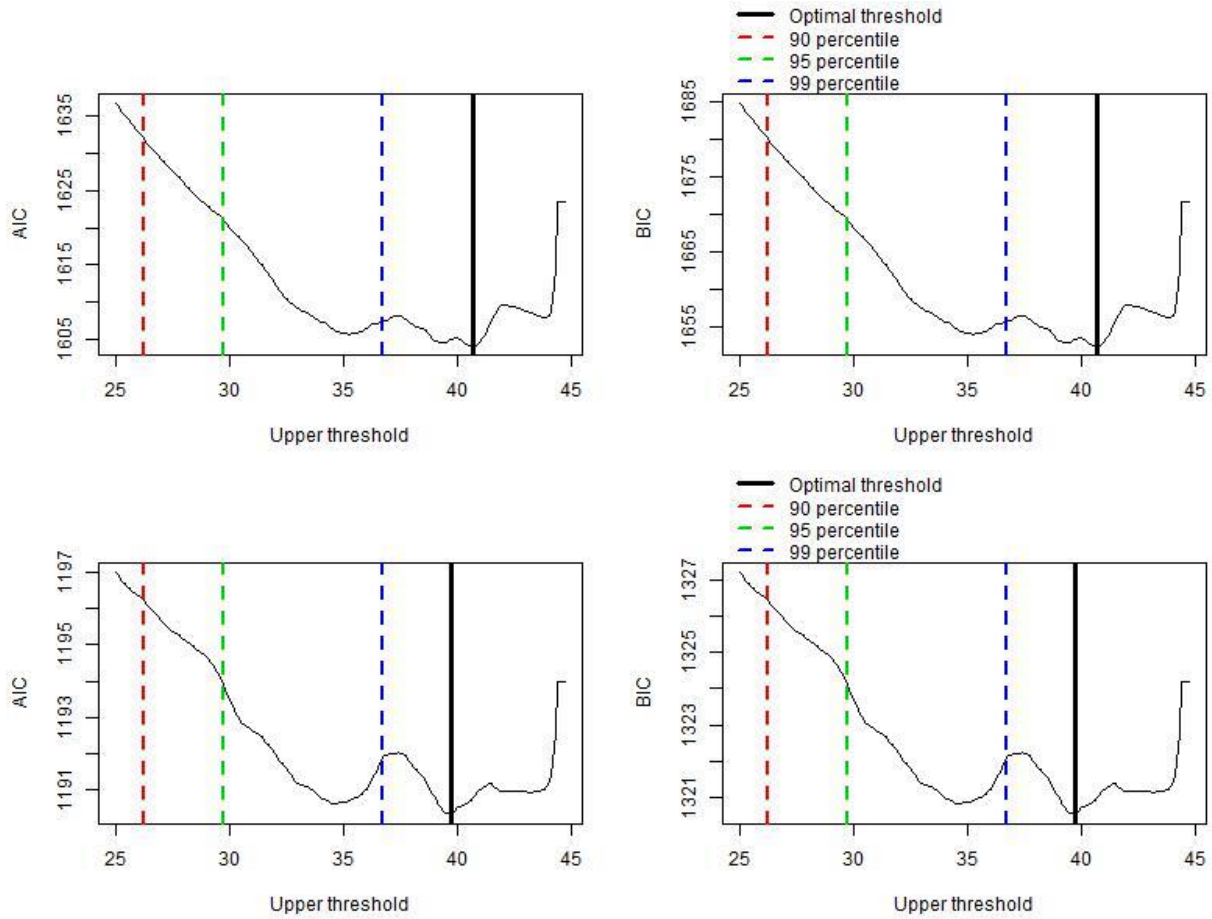 Optimal threshold
90 percentile
95 percentile
99 percentile
AIC
1605 1615 1625 1635
25 30 35 40 45
Upper threshold
BIC
1655 1665 1675 1685
25 30 35 40 45
Upper threshold
Optimal threshold
90 percentile
95 percentile
99 percentile
AIC
1191 1193 1195 1197
25 30 35 40 45
Upper threshold
BIC
1321 1323 1325 1327
25 30 35 40 45
Upper threshold